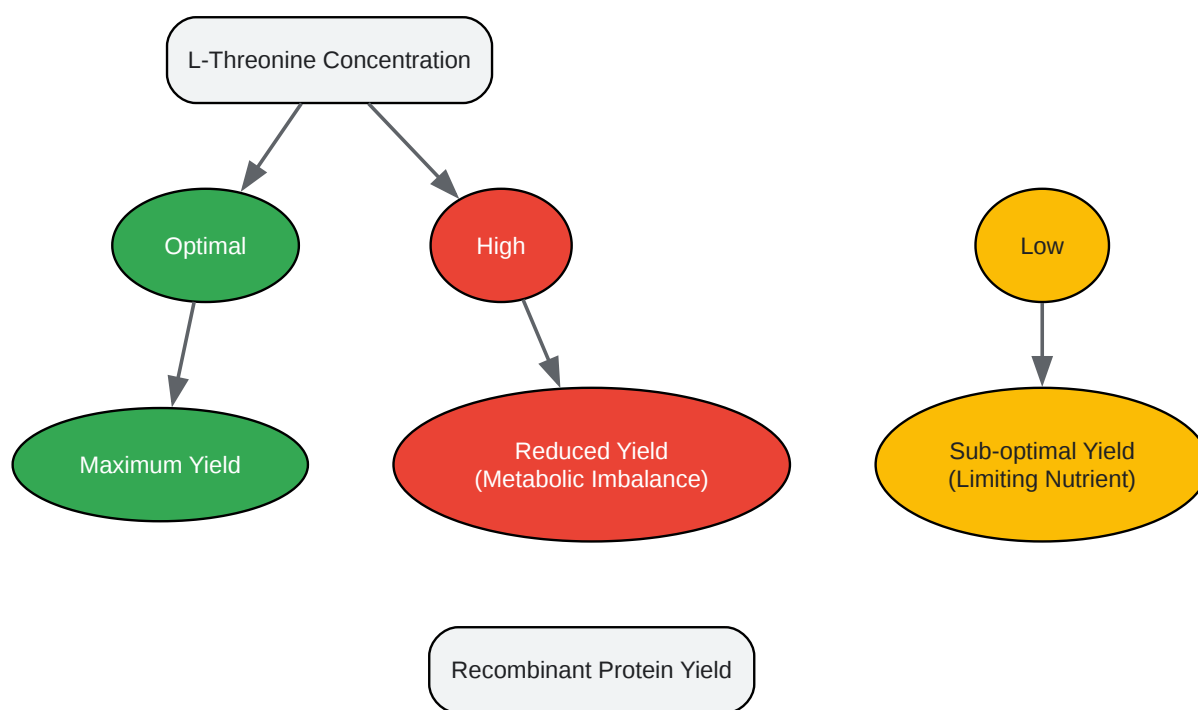 L-Threonine Concentration
Optimal
High
Low
Maximum Yield
Reduced Yield
(Metabolic Imbalance)
Sub-optimal Yield
(Limiting Nutrient)
Recombinant Protein Yield